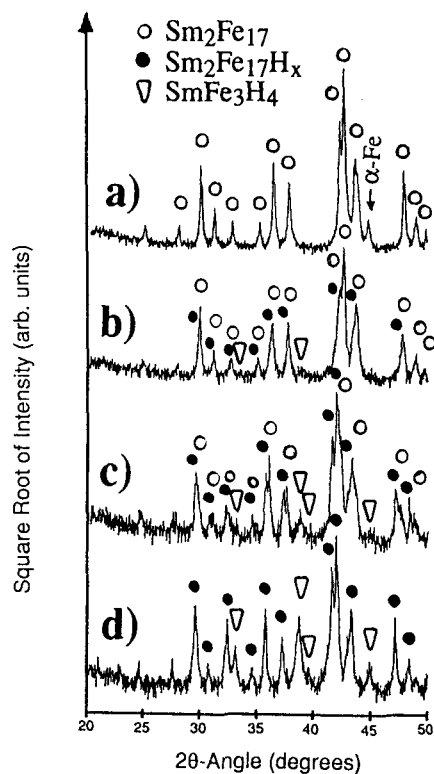 ○ Sm₂Fe₁₇
● Sm₂Fe₁₇Hₓ
▽ SmFe₃H₄
α-Fe
a)
b)
c)
d)
Square Root of Intensity (arb. units)
20 25 30 35 40 45 50
2θ-Angle (degrees)